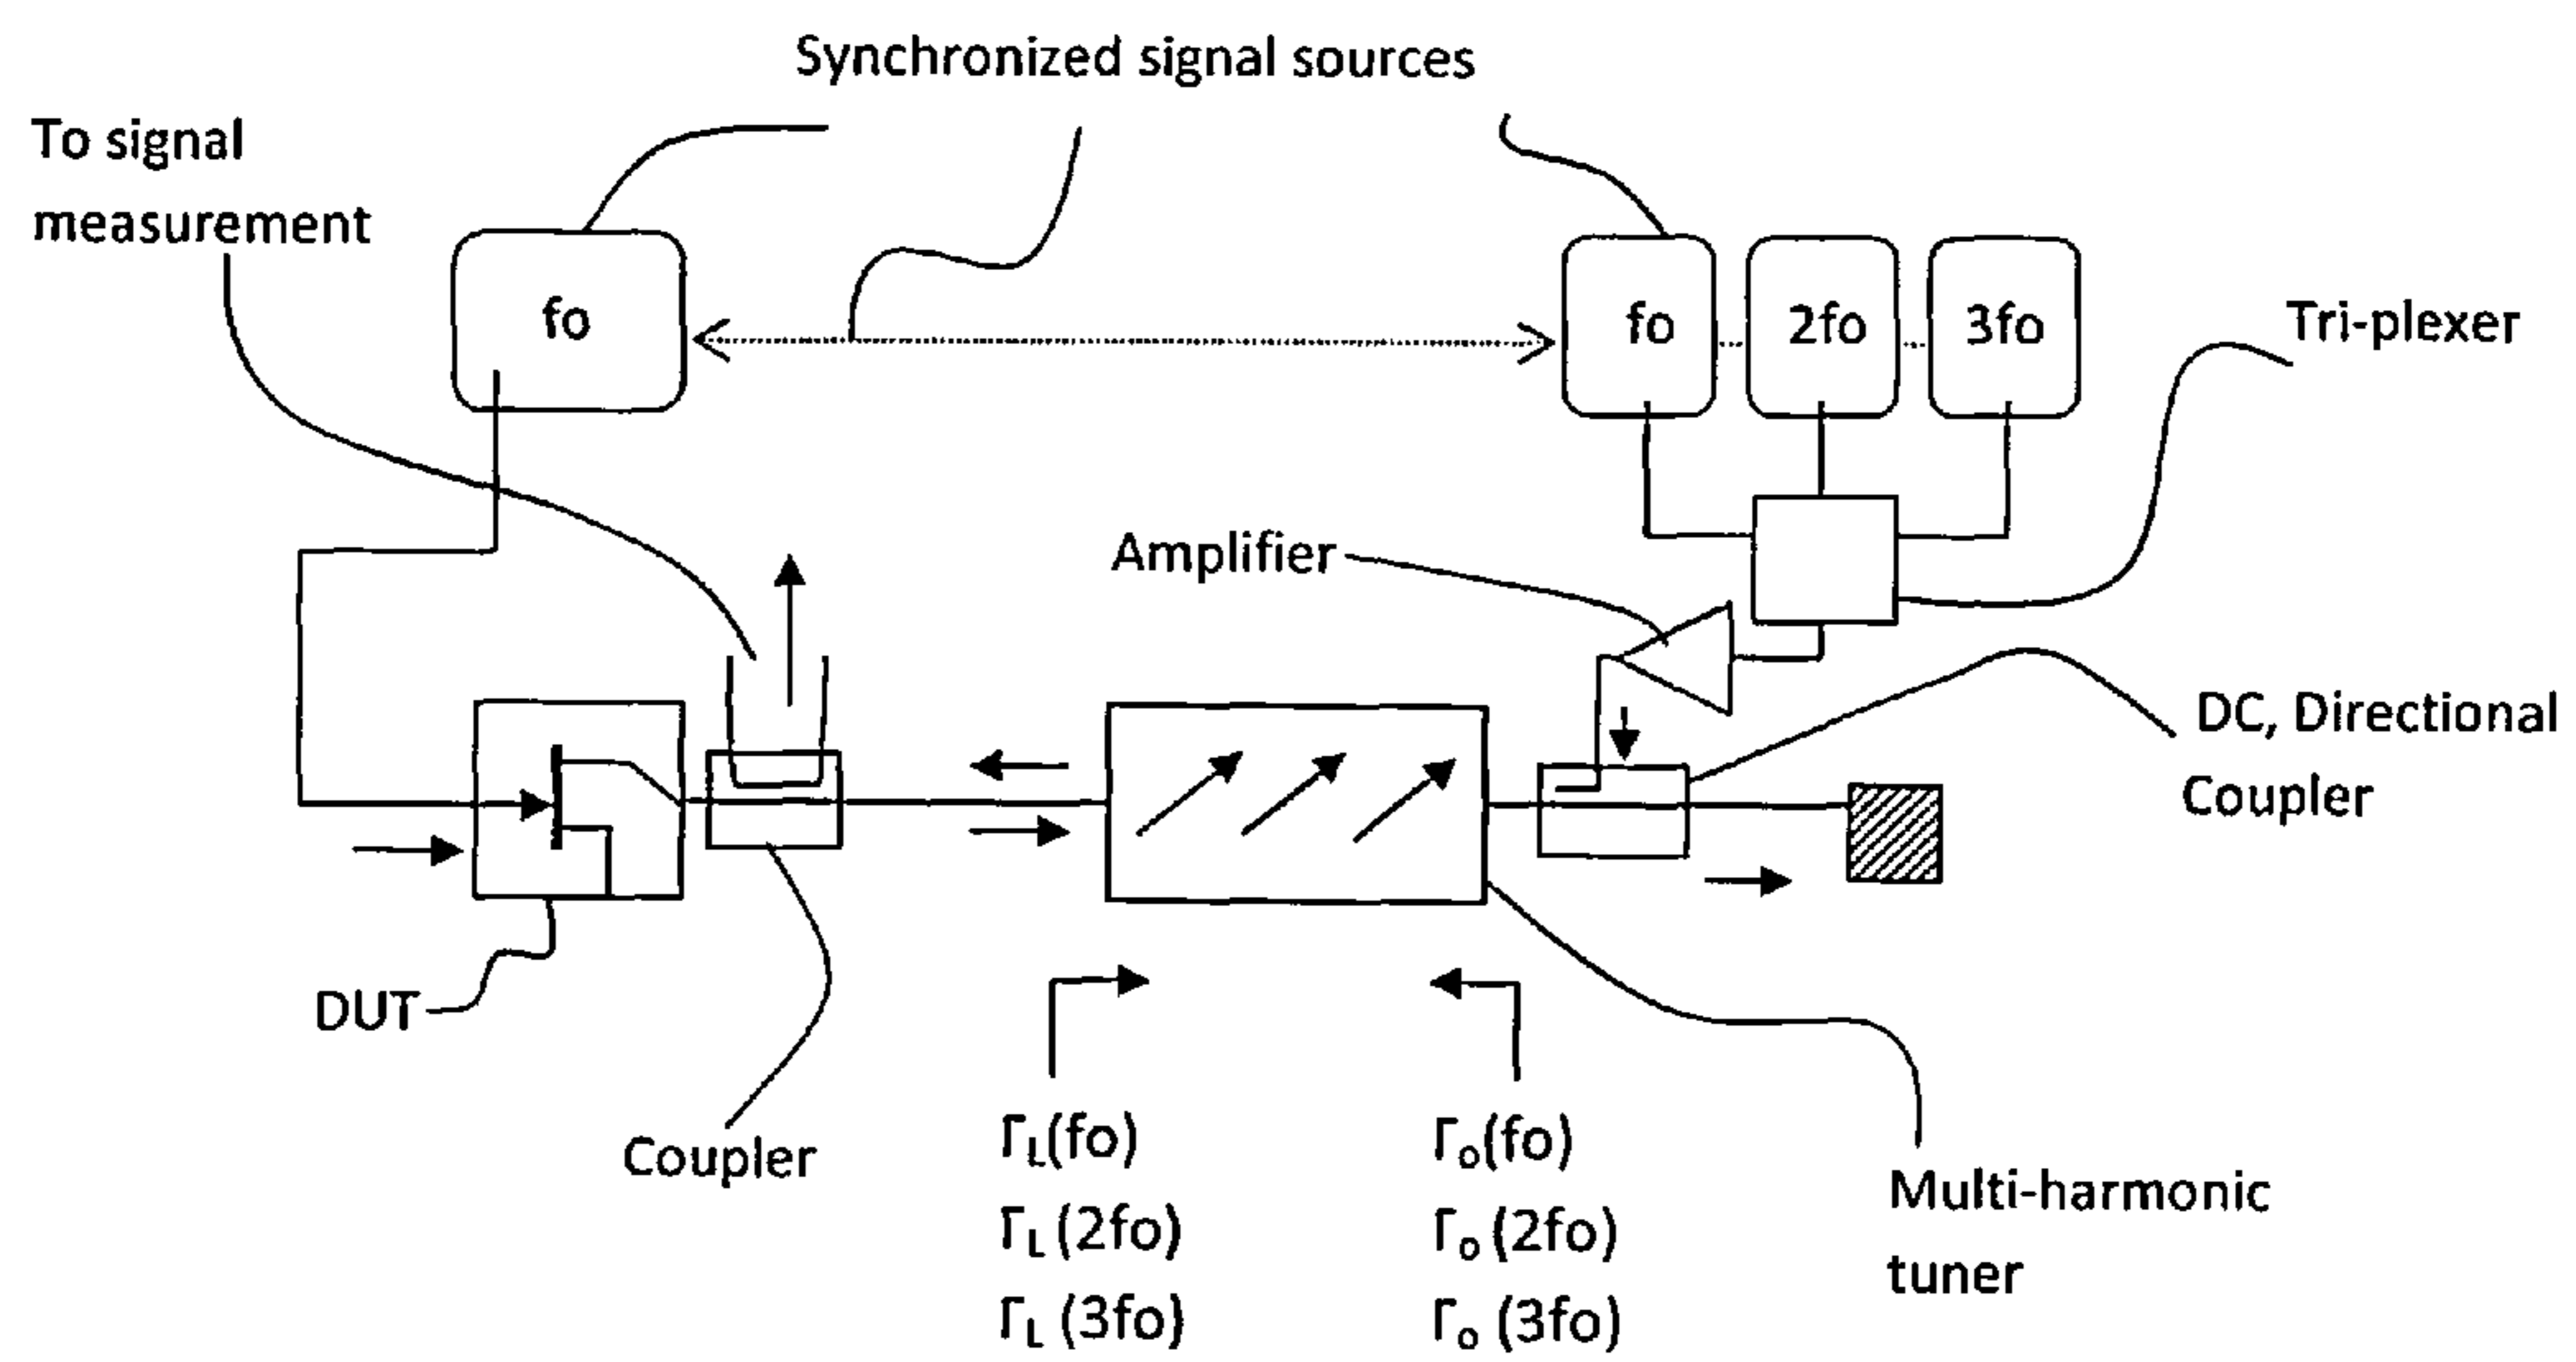 Synchronized signal sources
To signal
measurement
fo
fo
2fo
3fo
Tri-plexer
Amplifier
DC, Directional
Coupler
DUT
Coupler
ΓL(fo)
ΓL (2fo)
ΓL (3fo)
Γo(fo)
Γo (2fo)
Γo (3fo)
Multi-harmonic
tuner